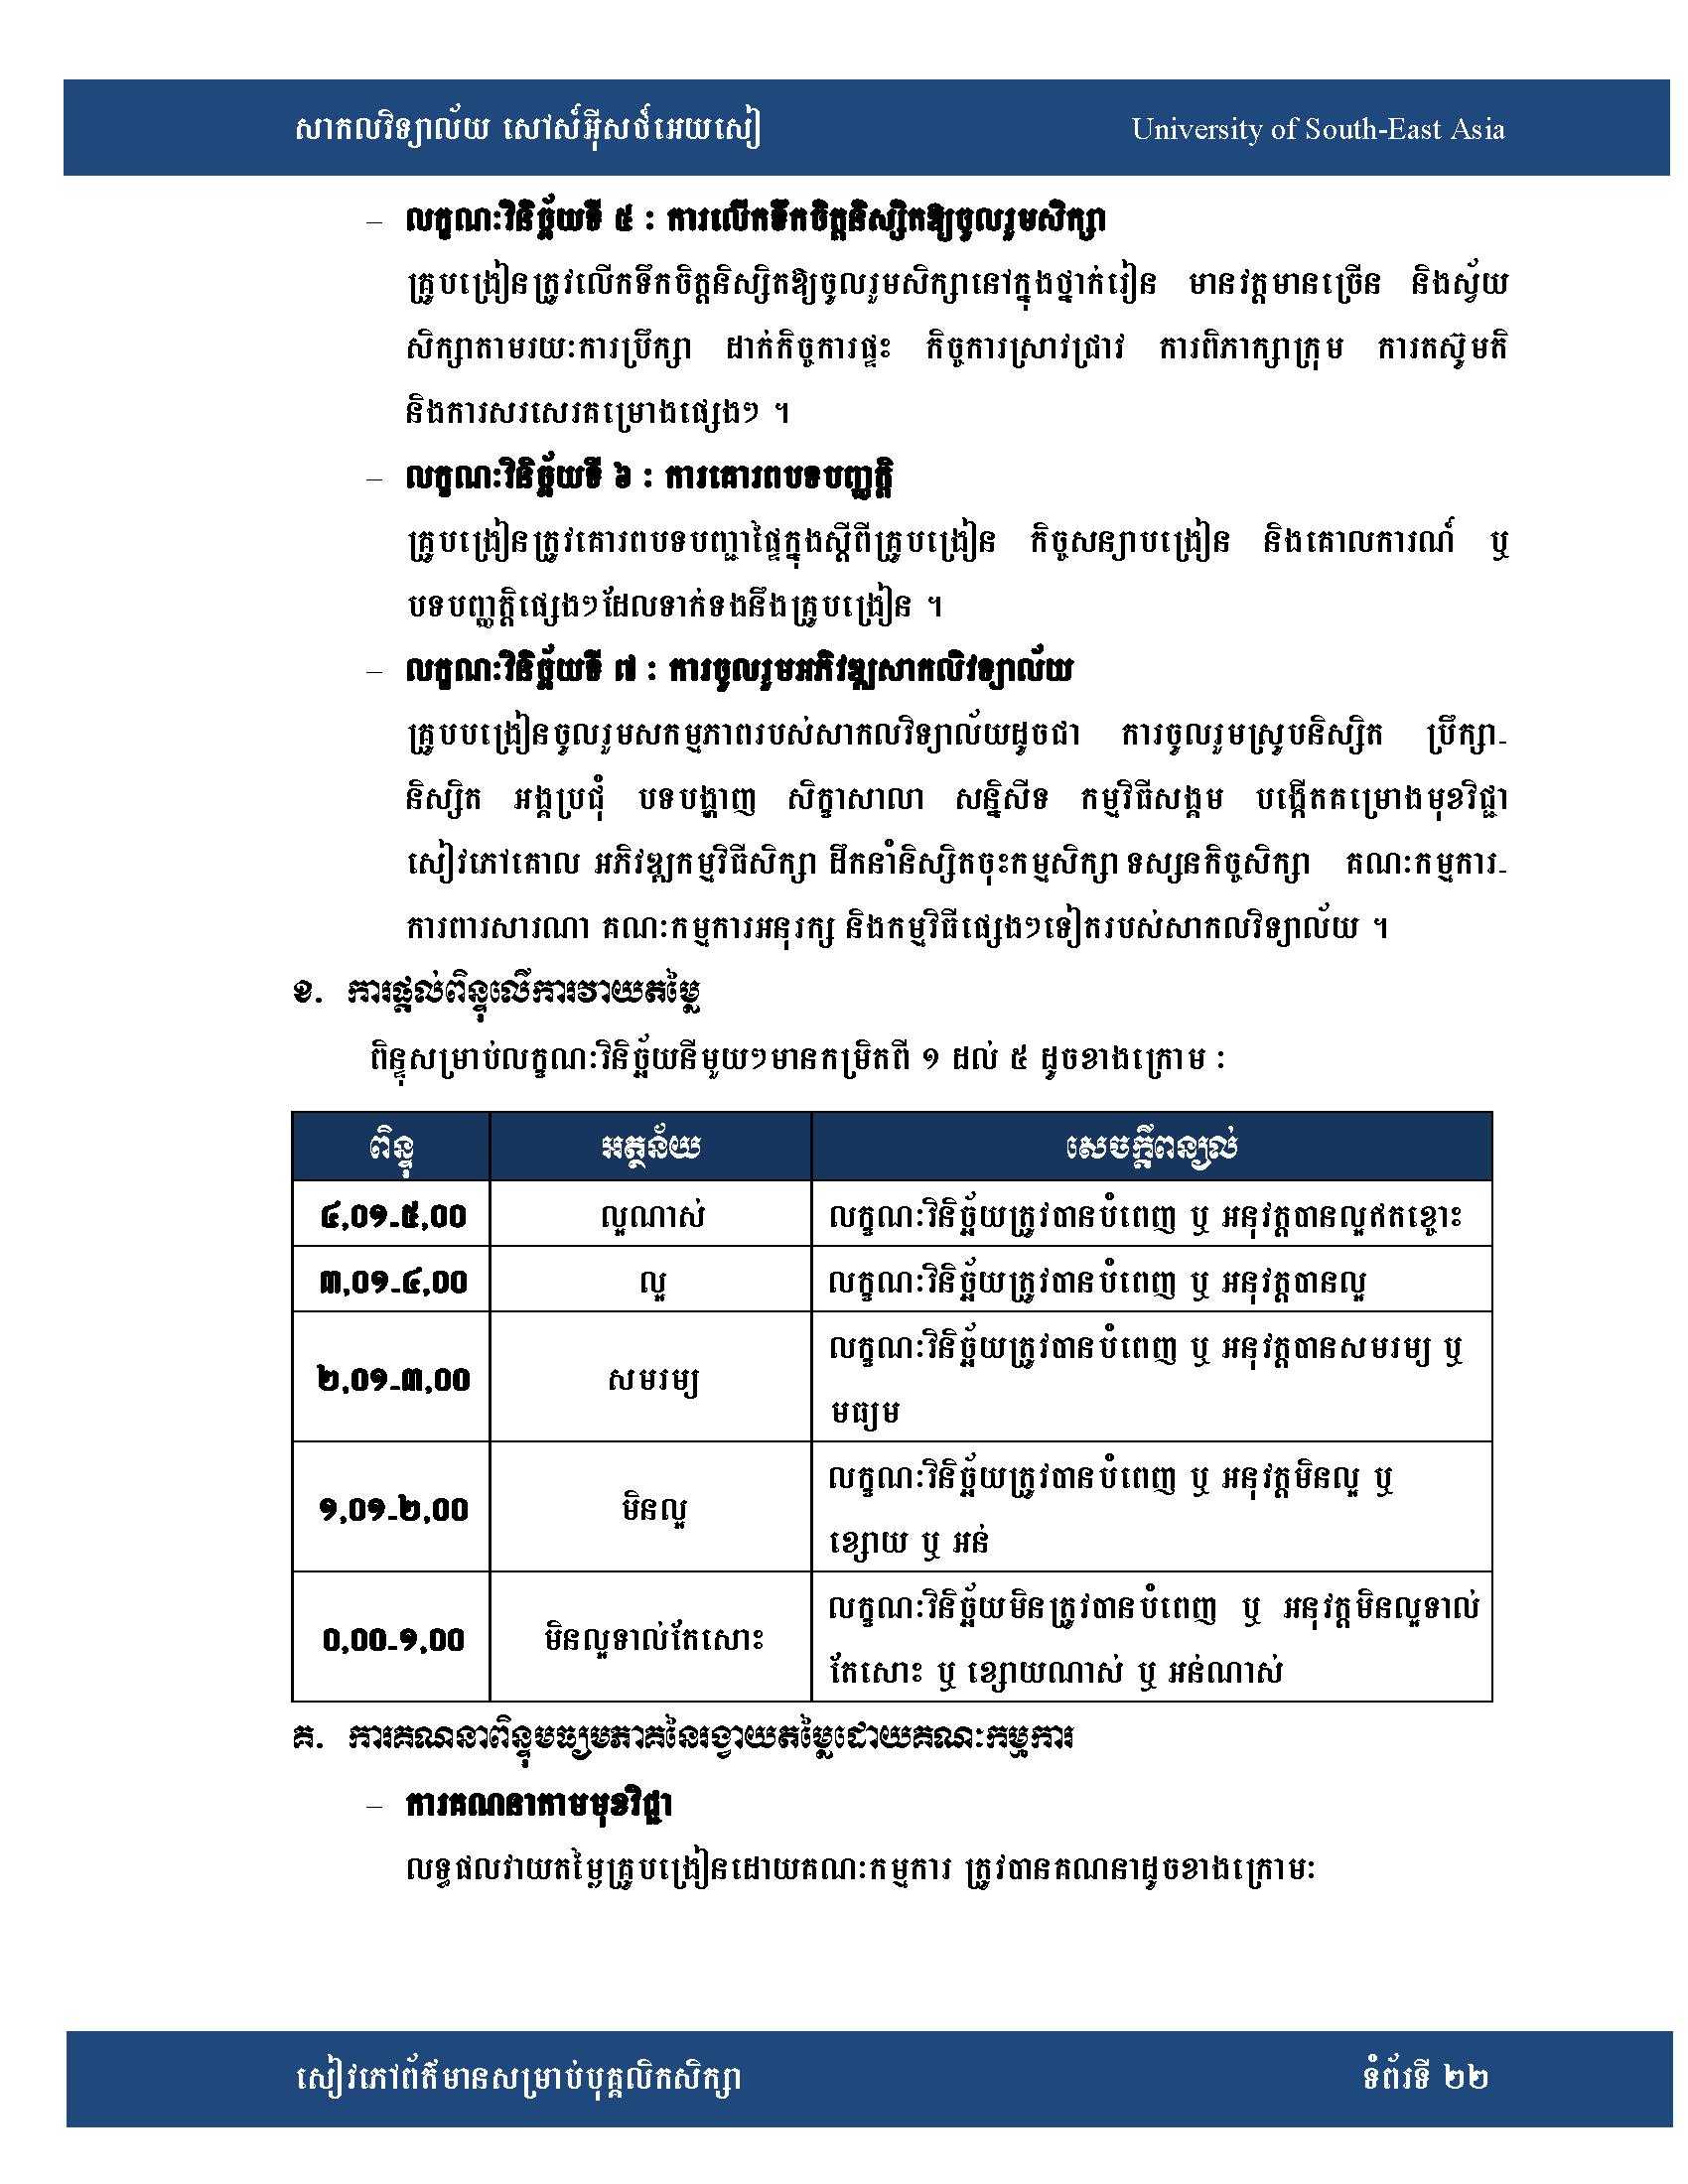 សាកលវិទ្យាល័យ សៅស៍អ៊ីសថ៍អេយសៀ University of South-East Asia
– លក្ខណៈវិនិច្ឆ័យទី ៥ : ការលើកទឹកចិត្តនិស្សិតឱ្យចូលរួមសិក្សា
គ្រូបង្រៀនត្រូវលើកទឹកចិត្តនិស្សិតឱ្យចូលរួមសិក្សានៅក្នុងថ្នាក់រៀន មានវត្តមានច្រើន និងស្វ័យ
សិក្សាតាមរយៈការប្រឹក្សា ដាក់កិច្ចការផ្ទះ កិច្ចការស្រាវជ្រាវ ការពិភាក្សាក្រុម ការតស៊ូមតិ
និងការសរសេរគម្រោងផ្សេងៗ ។
– លក្ខណៈវិនិច្ឆ័យទី ៦ : ការគោរពបទបញ្ញត្តិ
គ្រូបង្រៀនត្រូវគោរពបទបញ្ជាផ្ទៃក្នុងស្តីពីគ្រូបង្រៀន កិច្ចសន្យាបង្រៀន និងគោលការណ៍ ឬ
បទបញ្ញត្តិផ្សេងៗដែលទាក់ទងនឹងគ្រូបង្រៀន ។
– លក្ខណៈវិនិច្ឆ័យទី ៧ : ការចូលរួមអភិវឌ្ឍសាកលវិទ្យាល័យ
គ្រូបបង្រៀនចូលរួមសកម្មភាពរបស់សាកលវិទ្យាល័យដូចជា ការចូលរួមស្រូបនិស្សិត ប្រឹក្សា-
និស្សិត អង្គប្រជុំ បទបង្ហាញ សិក្ខាសាលា សន្និសីទ កម្មវិធីសង្គម បង្កើតគម្រោងមុខវិជ្ជា
សៀវភៅគោល អភិវឌ្ឍកម្មវិធីសិក្សា ដឹកនាំនិស្សិតចុះកម្មសិក្សា ទស្សនកិច្ចសិក្សា គណៈកម្មការ-
ការពារសារណា គណៈកម្មការអនុរក្ស និងកម្មវិធីផ្សេងៗទៀតរបស់សាកលវិទ្យាល័យ ។
ខ. ការផ្តល់ពិន្ទុលើការវាយតម្លៃ
ពិន្ទុសម្រាប់លក្ខណៈវិនិច្ឆ័យនីមួយៗមានកម្រិតពី ១ ដល់ ៥ ដូចខាងក្រោម :
ពិន្ទុ អត្ថន័យ សេចក្តីពន្យល់
៤,០១-៥,០០ ល្អណាស់ លក្ខណៈវិនិច្ឆ័យត្រូវបានបំពេញ ឬ អនុវត្តបានល្អឥតខ្ចោះ
៣,០១-៤,០០ ល្អ លក្ខណៈវិនិច្ឆ័យត្រូវបានបំពេញ ឬ អនុវត្តបានល្អ
២,០១-៣,០០ សមរម្យ លក្ខណៈវិនិច្ឆ័យត្រូវបានបំពេញ ឬ អនុវត្តបានសមរម្យ ឬ
មធ្យម
១,០១-២,០០ មិនល្អ លក្ខណៈវិនិច្ឆ័យត្រូវបានបំពេញ ឬ អនុវត្តមិនល្អ ឬ
ខ្សោយ ឬ អន់
០,០០-១,០០ មិនល្អទាល់តែសោះ លក្ខណៈវិនិច្ឆ័យមិនត្រូវបានបំពេញ ឬ អនុវត្តមិនល្អទាល់
តែសោះ ឬ ខ្សោយណាស់ ឬ អន់ណាស់
គ. ការគណនាពិន្ទុមធ្យមភាគនៃរង្វាយតម្លៃដោយគណៈកម្មការ
– ការគណនាតាមមុខវិជ្ជា
លទ្ធផលវាយតម្លៃគ្រូបង្រៀនដោយគណៈកម្មការ ត្រូវបានគណនាដូចខាងក្រោម:
សៀវភៅព័ត៌មានសម្រាប់បុគ្គលិកសិក្សា ទំព័រទី ២២